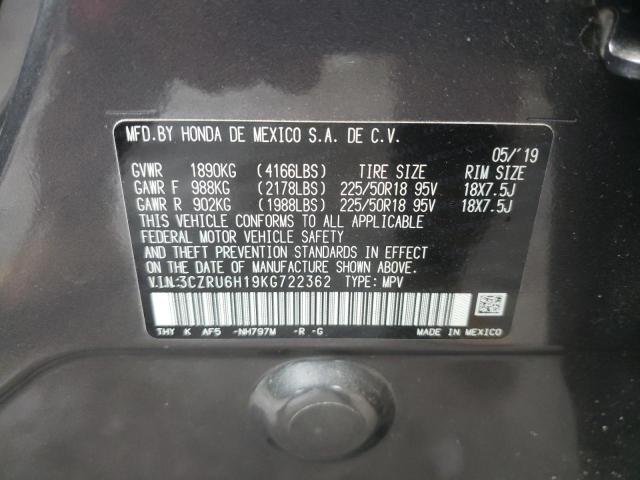 MFD.BY HONDA DE MEXICO S.A. DE C.V.
05/'19
GVWR 1890KG (4166LBS) TIRE SIZE RIM SIZE
GAWR F 988KG (2178LBS) 225/50R18 95V 18X7.5J
GAWR R 902KG (1988LBS) 225/50R18 95V 18X7.5J
THIS VEHICLE CONFORMS TO ALL APPLICABLE
FEDERAL MOTOR VEHICLE SAFETY
AND THEFT PREVENTION STANDARDS IN EFFECT
ON THE DATE OF MANUFACTURE SHOWN ABOVE.
V.I.N.:3CZRU6H19KG722362 TYPE: MPV
THY K AF5 -NH797M -R -G MADE IN MEXICO